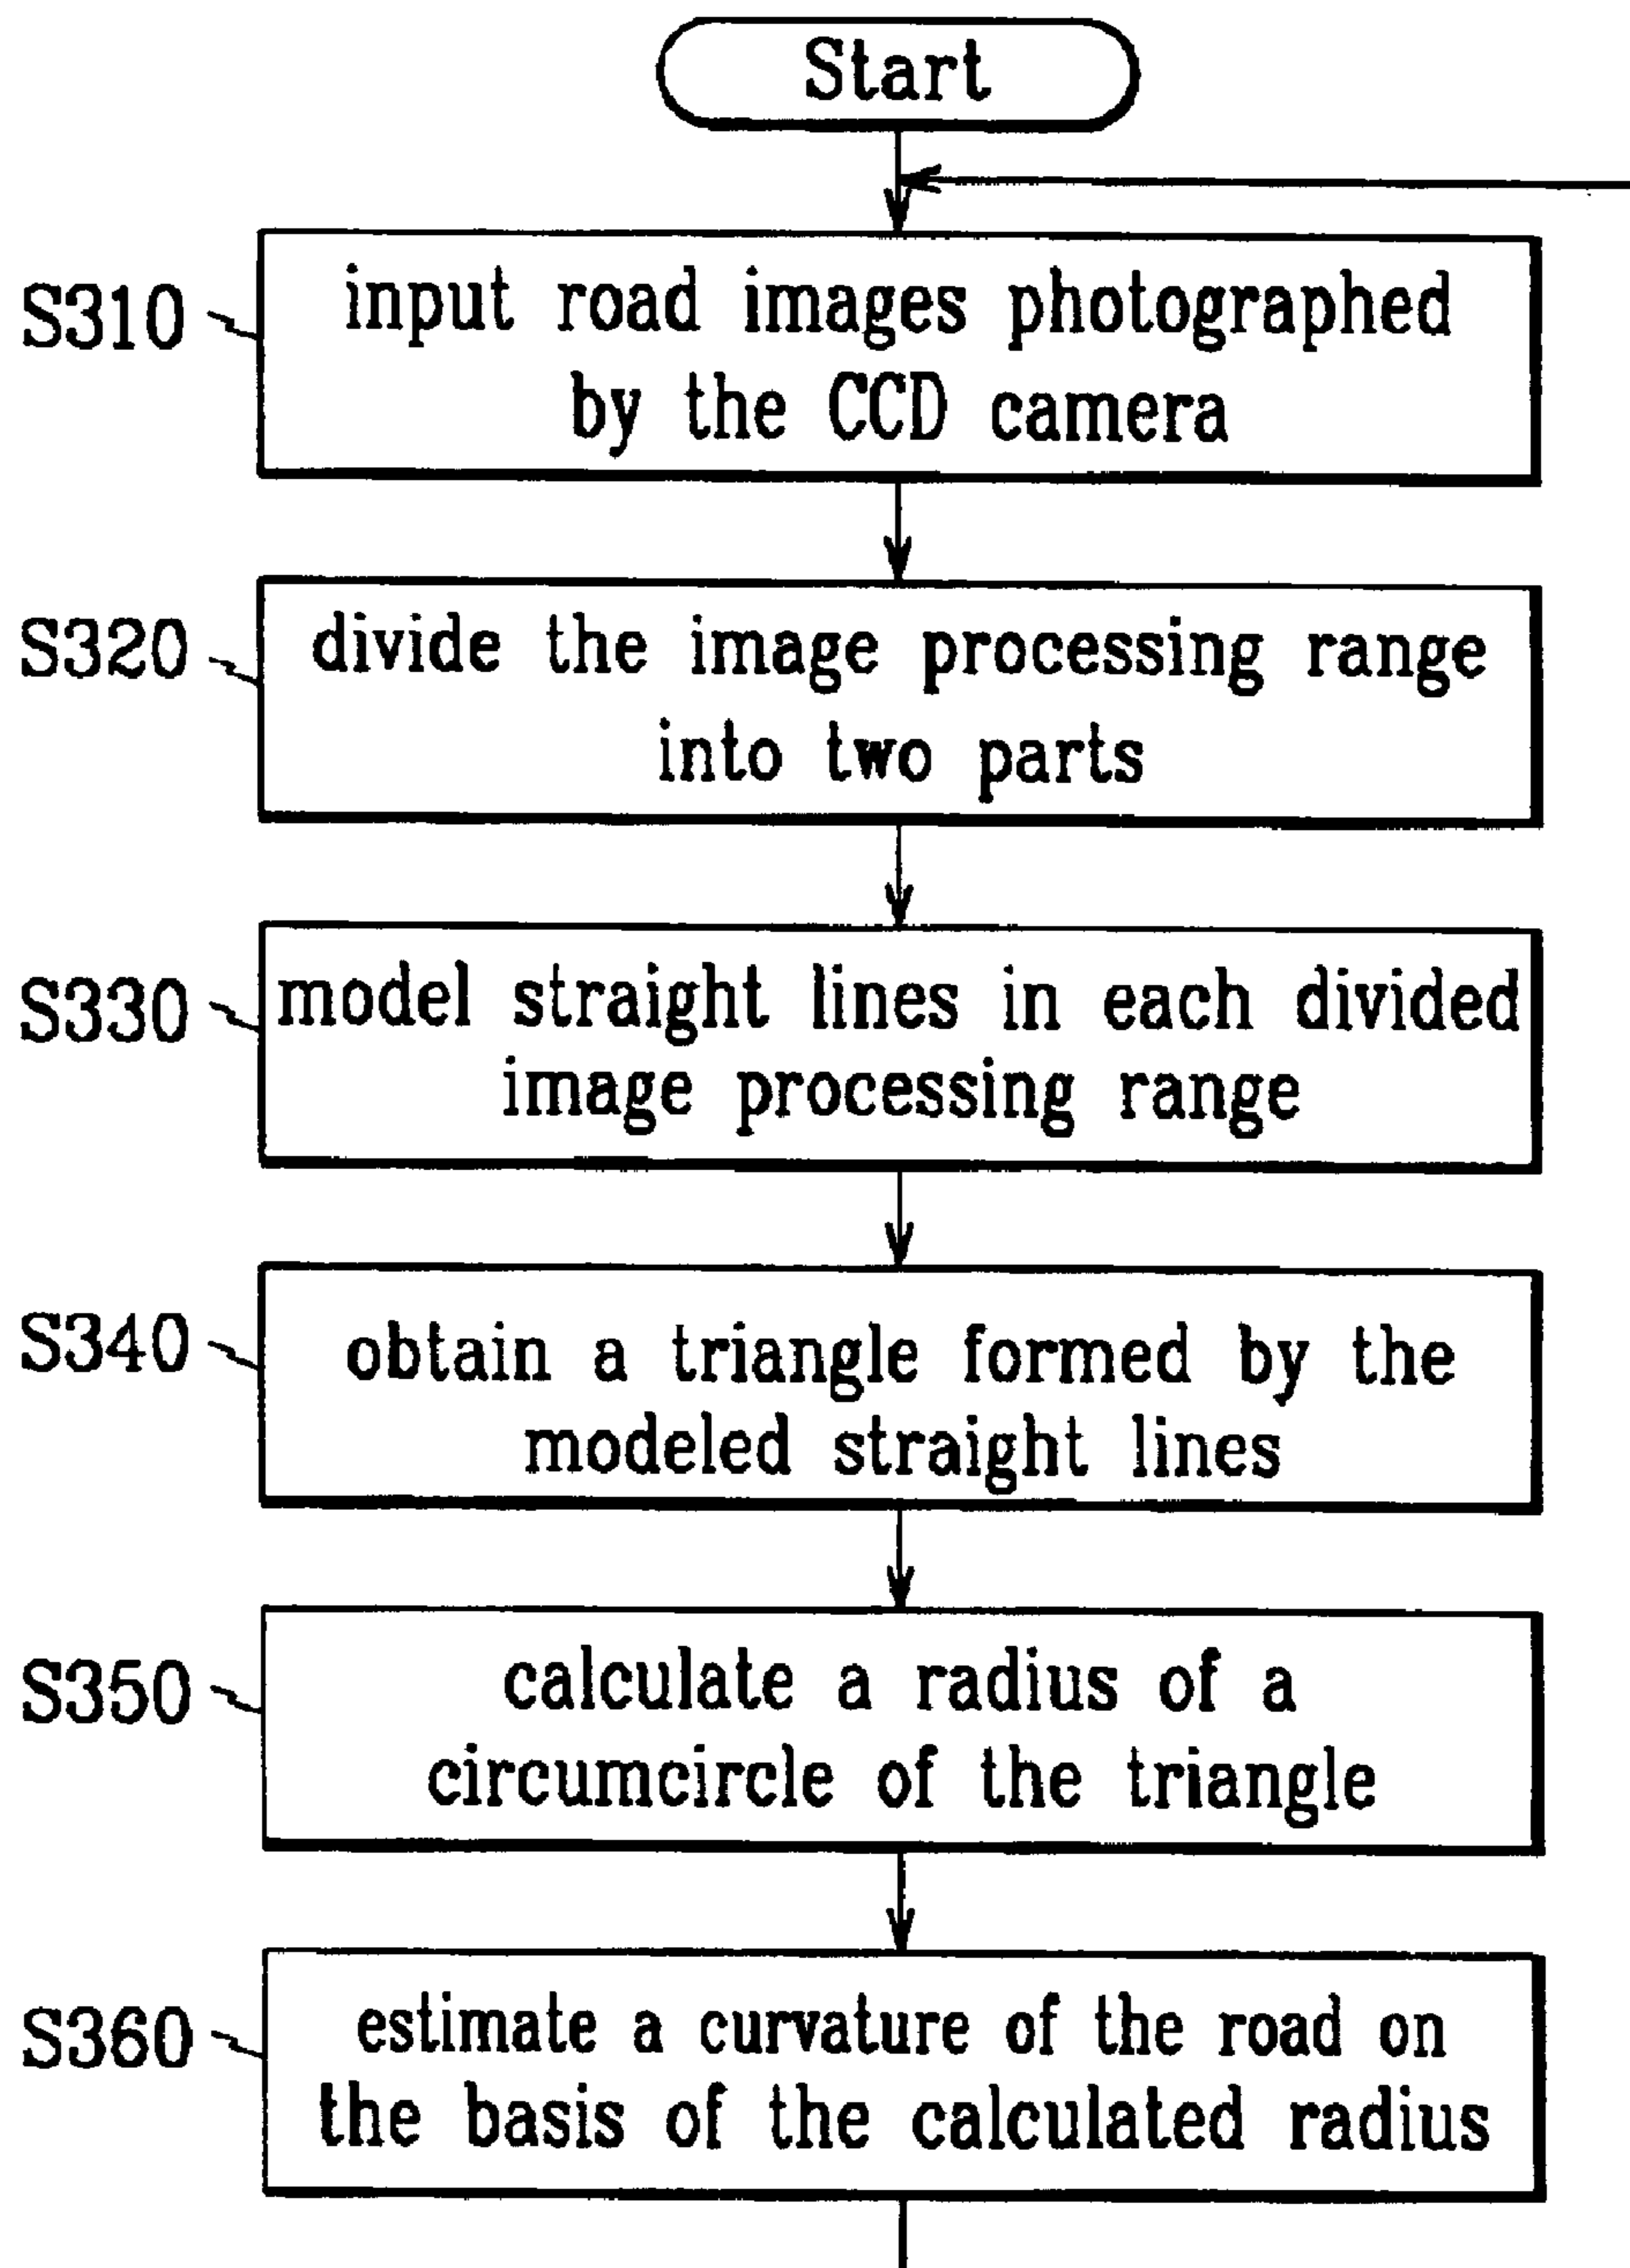 Start
S310
input road images photographed
by the CCD camera
S320
divide the image processing range
into two parts
S330
model straight lines in each divided
image processing range
S340
obtain a triangle formed by the
modeled straight lines
S350
calculate a radius of a
circumcircle of the triangle
S360
estimate a curvature of the road on
the basis of the calculated radius